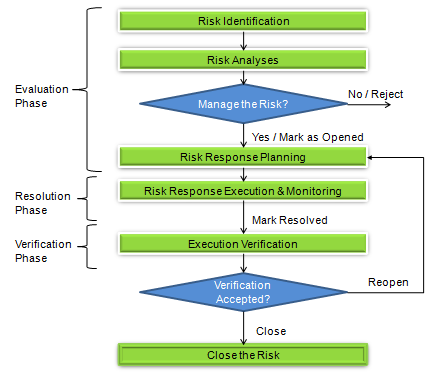 Risk Identification
Risk Analyses
Evaluation
Phase
Manage the Risk?
No / Reject
Yes / Mark as Opened
Risk Response Planning
Resolution
Phase
Risk Response Execution & Monitoring
Mark Resolved
Verification
Phase
Execution Verification
Verification
Accepted?
Reopen
Close
Close the Risk